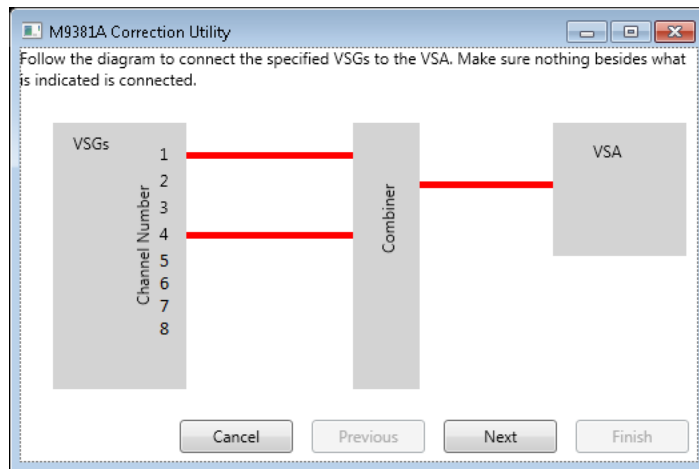 M9381A Correction Utility
Follow the diagram to connect the specified VSGs to the VSA. Make sure nothing besides what
is indicated is connected.
VSGs
Channel Number
1
2
3
4
5
6
7
8
Combiner
VSA
Cancel
Previous
Next
Finish